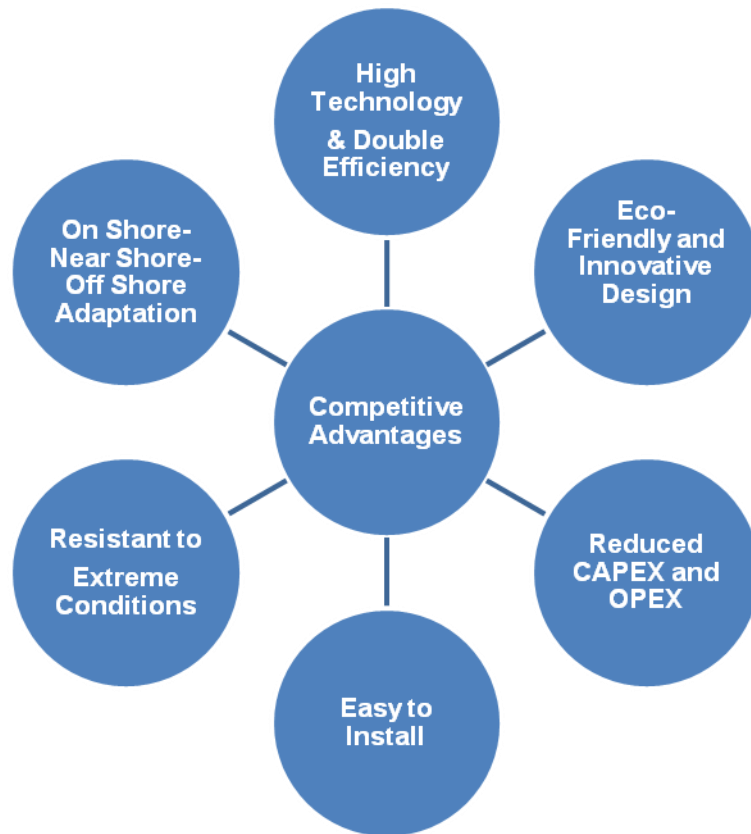 High
Technology
& Double
Efficiency
Eco-
Friendly and
Innovative
Design
On Shore-
Near Shore-
Off Shore
Adaptation
Competitive
Advantages
Resistant to
Extreme
Conditions
Reduced
CAPEX and
OPEX
Easy to
Install